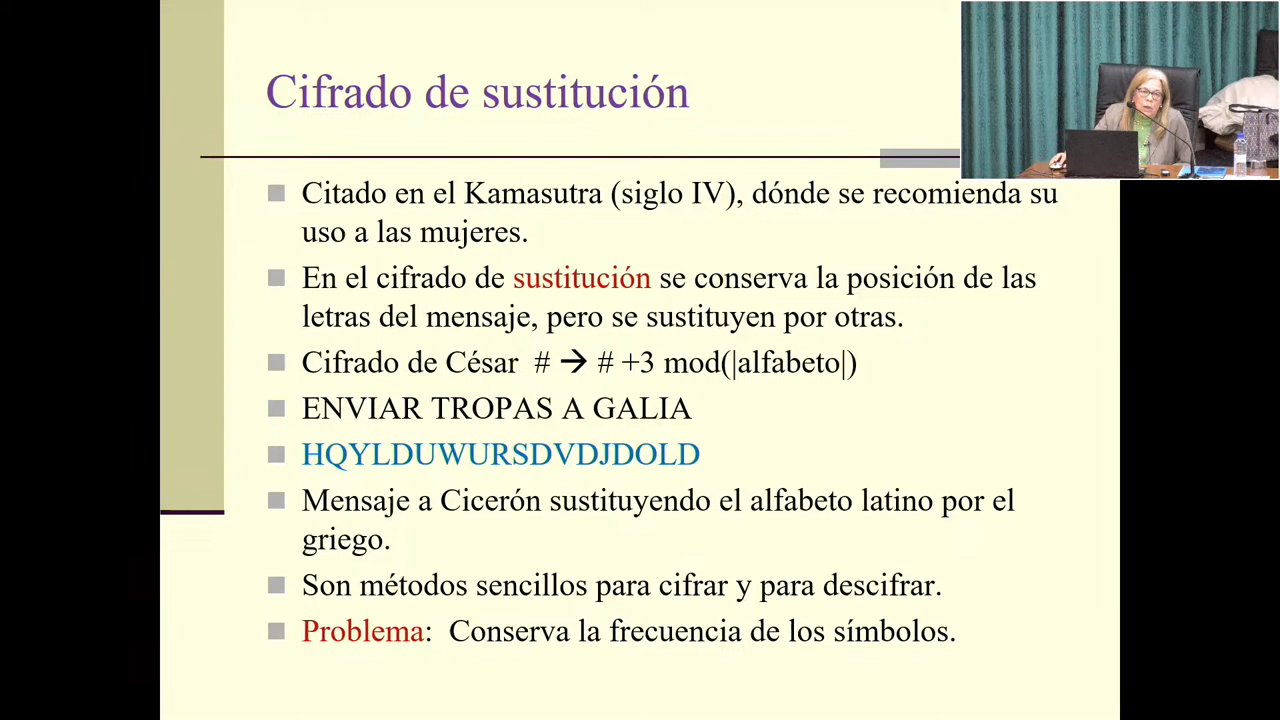 Cifrado de sustitución
Citado en el Kamasutra (siglo IV), dónde se recomienda su
uso a las mujeres.
En el cifrado de sustitución se conserva la posición de las
letras del mensaje, pero se sustituyen por otras.
Cifrado de César # → # +3 mod(|alfabeto|)
ENVIAR TROPAS A GALIA
HQYLDUWURSDVDJDOLD
Mensaje a Cicerón sustituyendo el alfabeto latino por el
griego.
Son métodos sencillos para cifrar y para descifrar.
Problema: Conserva la frecuencia de los símbolos.